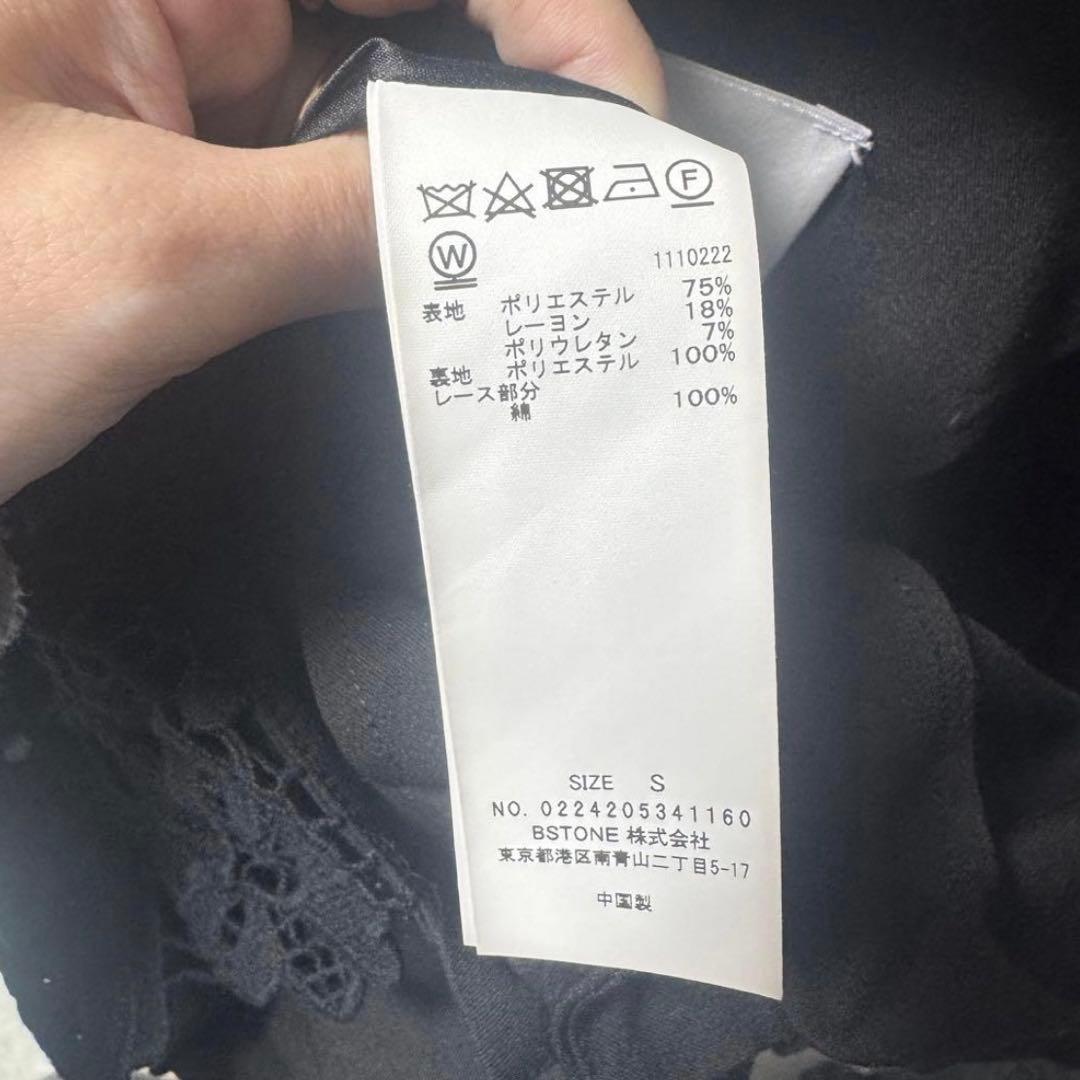 F
W
1110222
表地 ポリエステル 75%
レーヨン 18%
ポリウレタン 7%
裏地 ポリエステル 100%
レース部分
綿 100%
SIZE S
NO. 0224205341160
BSTONE 株式会社
東京都港区南青山二丁目5-17
中国製